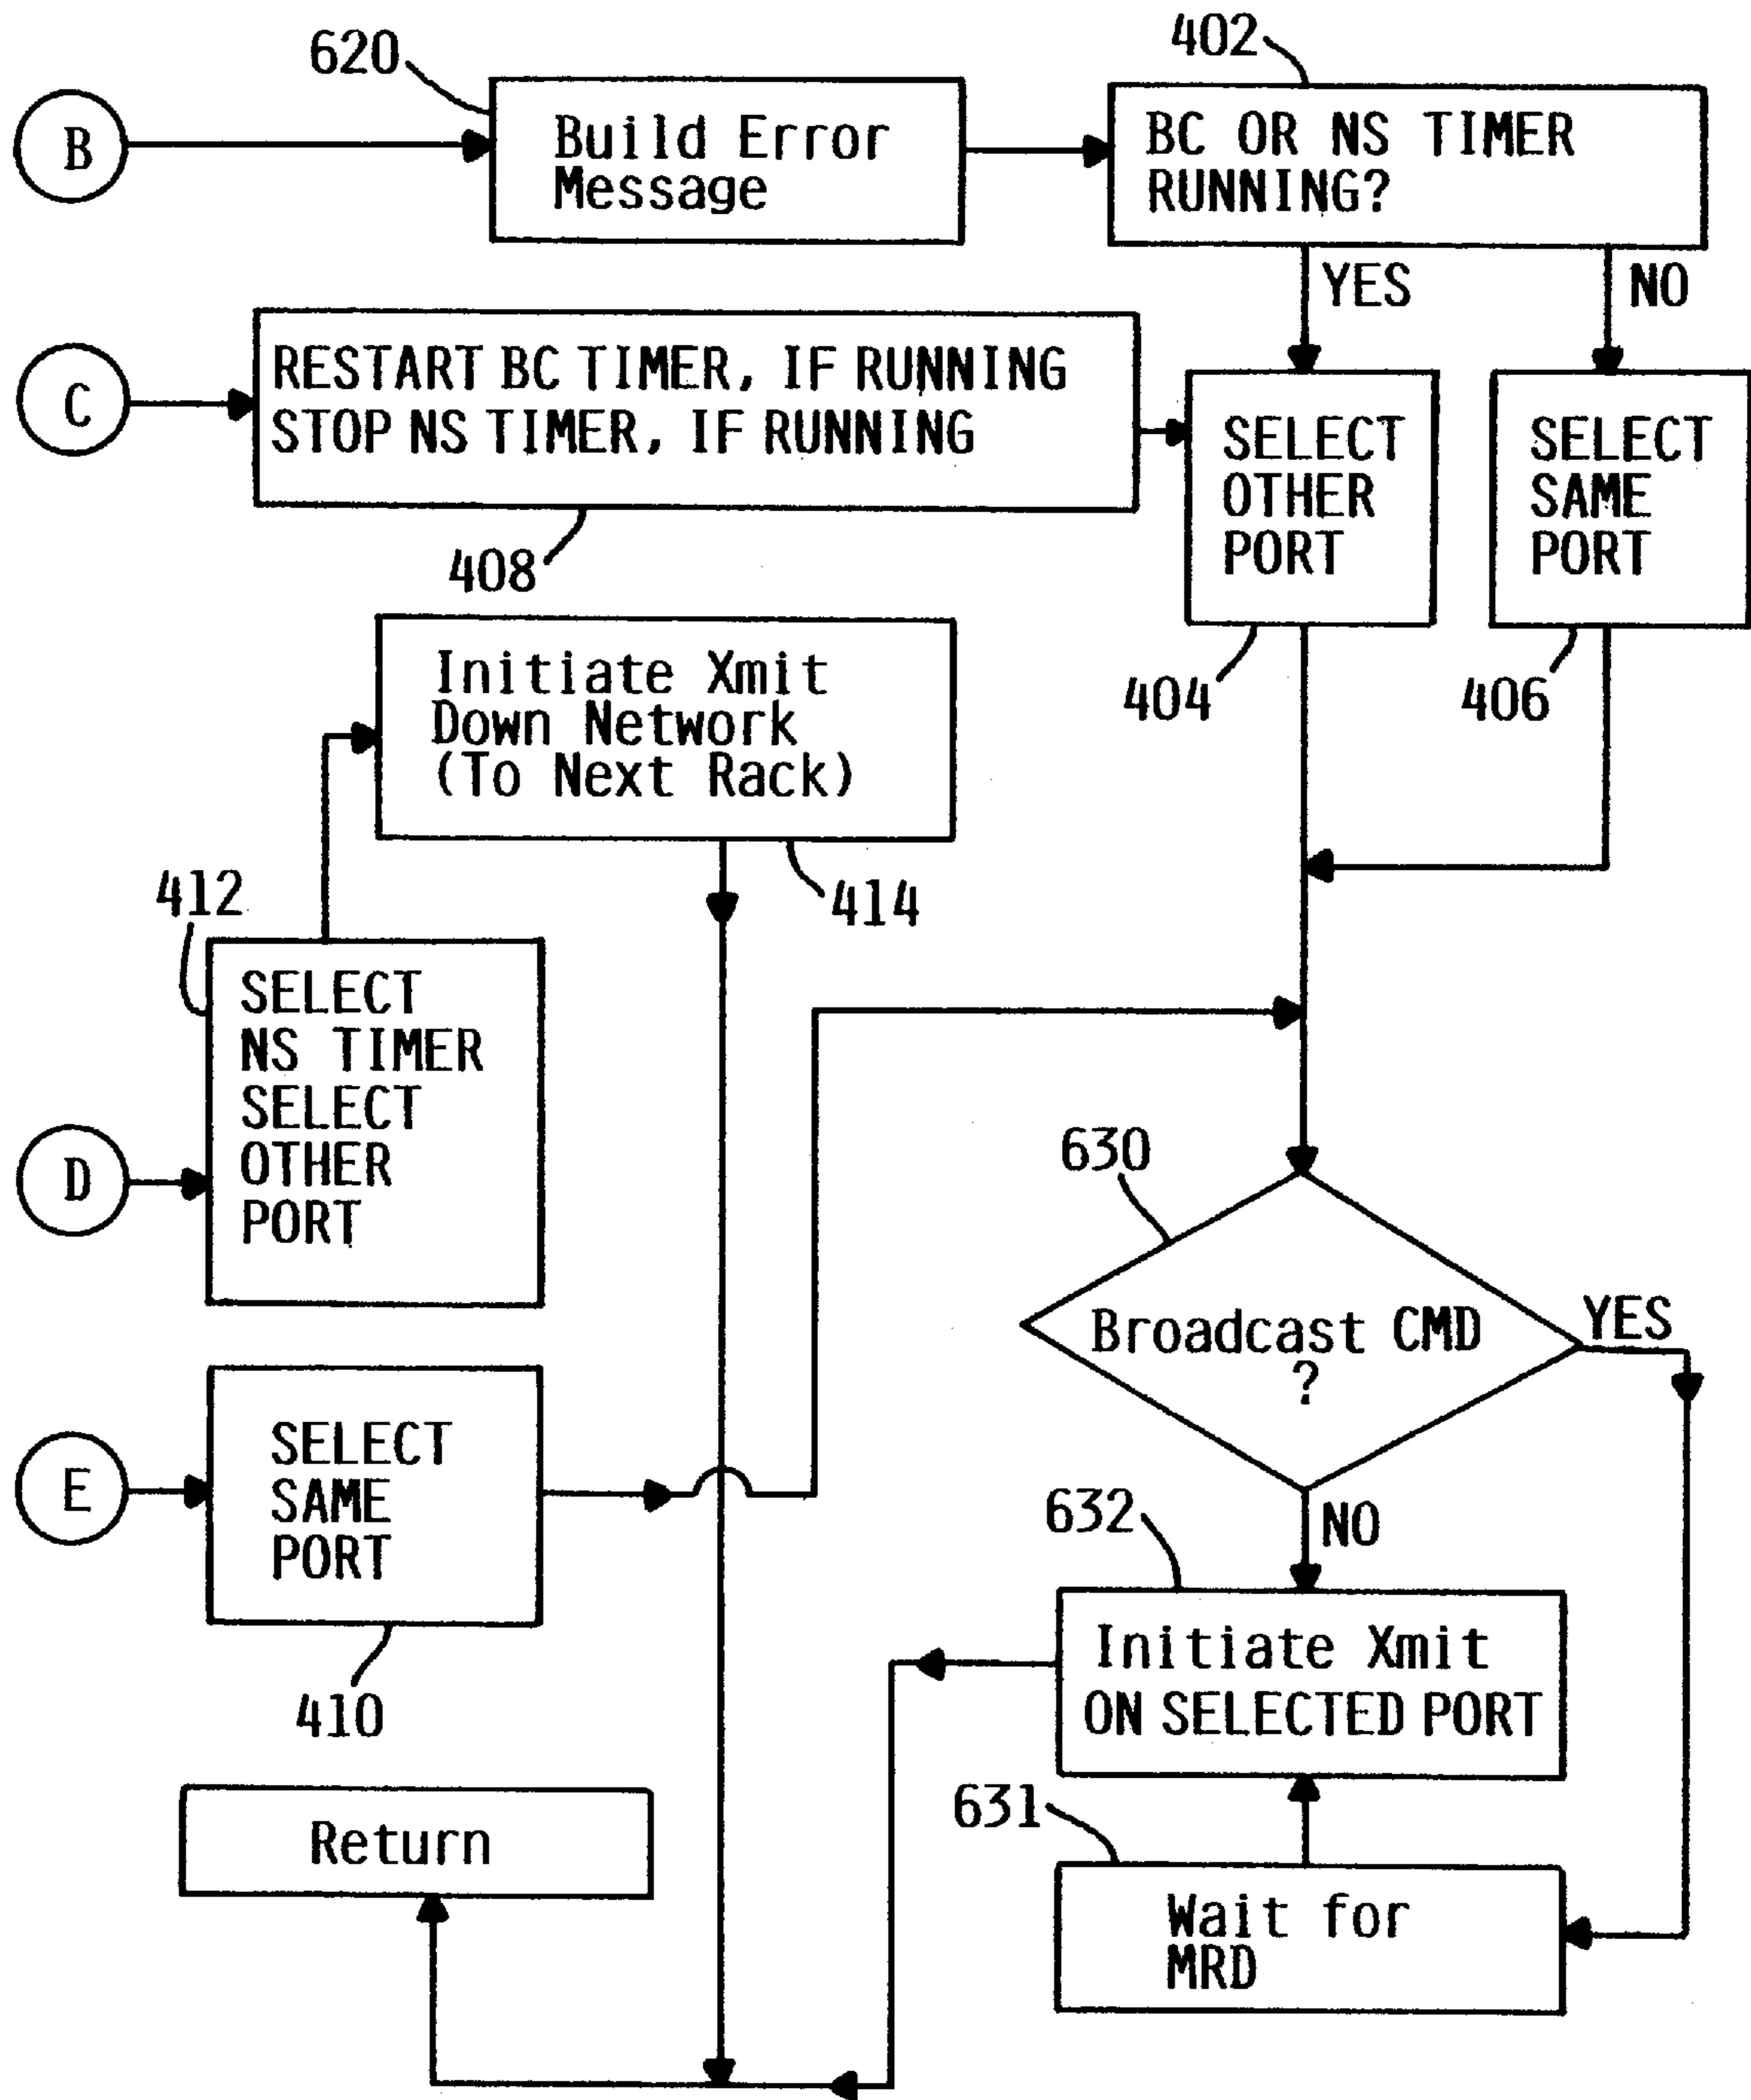 620
402
B
Build Error
Message
BC OR NS TIMER
RUNNING?
YES
NO
C
RESTART BC TIMER, IF RUNNING
STOP NS TIMER, IF RUNNING
408
SELECT
OTHER
PORT
404
SELECT
SAME
PORT
406
Initiate Xmit
Down Network
(To Next Rack)
414
412
SELECT
NS TIMER
SELECT
OTHER
PORT
D
630
Broadcast CMD
?
YES
NO
E
SELECT
SAME
PORT
410
632
Initiate Xmit
ON SELECTED PORT
631
Wait for
MRD
Return